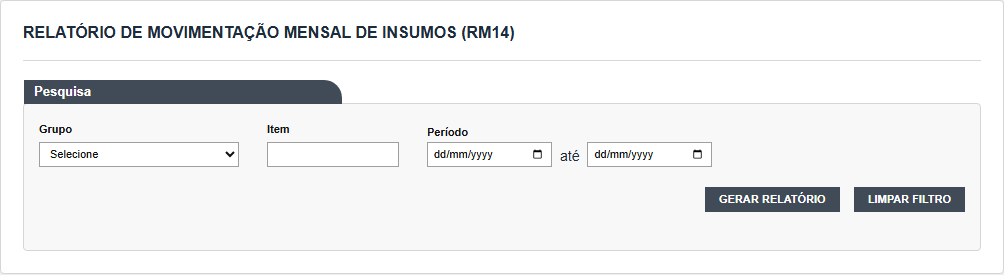 RELATÓRIO DE MOVIMENTAÇÃO MENSAL DE INSUMOS (RM14)
Pesquisa
Grupo Item Período
Selecione dd/mm/yyyy até dd/mm/yyyy
GERAR RELATÓRIO LIMPAR FILTRO